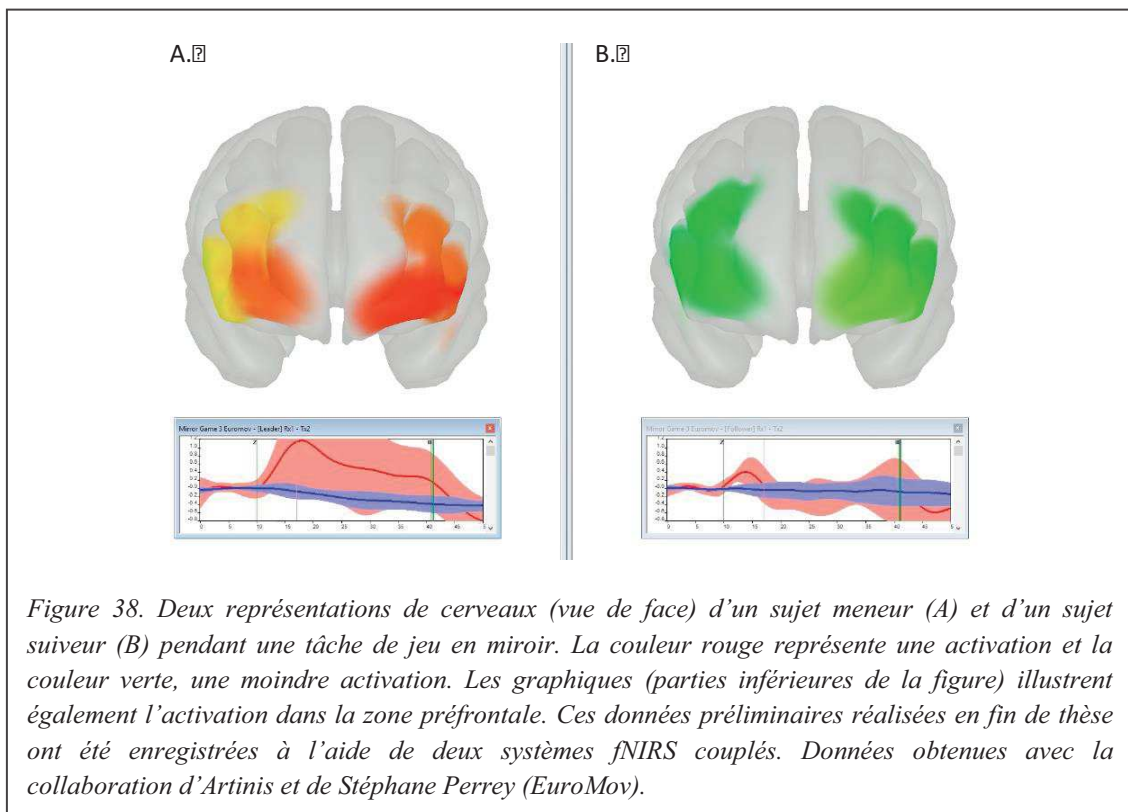 A.⍰
B.⍰
Mirror Game 3 Euromov - [Leader] Rx1 - Tx2
Mirror Game 3 Euromov - [Follower] Rx1 - Tx2
Figure 38. Deux représentations de cerveaux (vue de face) d’un sujet meneur (A) et d’un sujet
suiveur (B) pendant une tâche de jeu en miroir. La couleur rouge représente une activation et la
couleur verte, une moindre activation. Les graphiques (parties inférieures de la figure) illustrent
également l’activation dans la zone préfrontale. Ces données préliminaires réalisées en fin de thèse
ont été enregistrées à l’aide de deux systèmes fNIRS couplés. Données obtenues avec la
collaboration d’Artinis et de Stéphane Perrey (EuroMov).